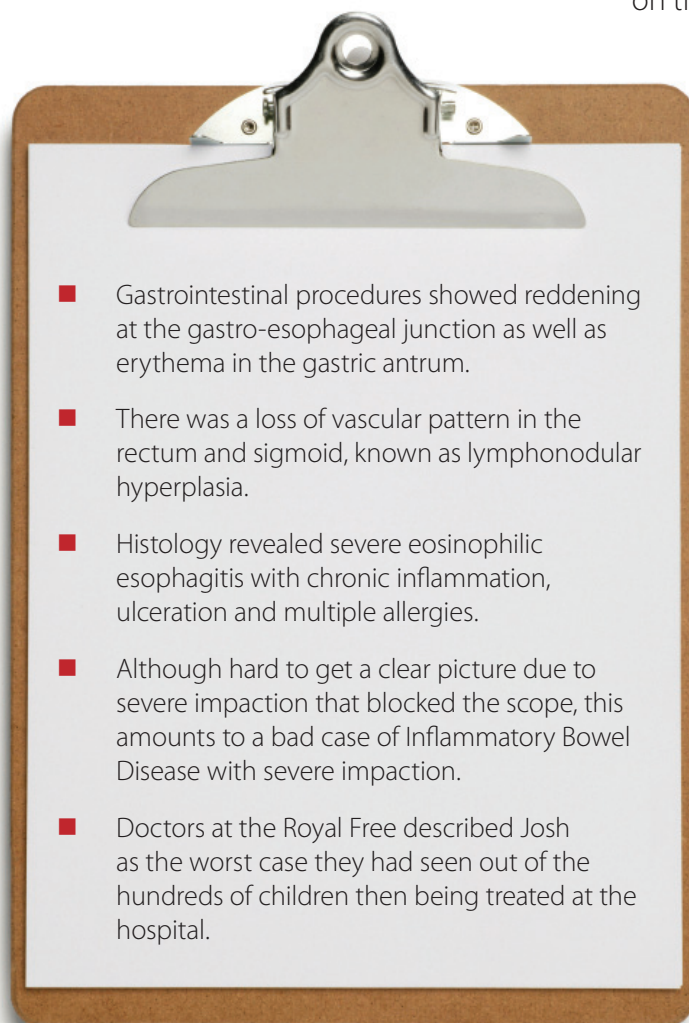 on t
Gastrointestinal procedures showed reddening
at the gastro-esophageal junction as well as
erythema in the gastric antrum.
There was a loss of vascular pattern in the
rectum and sigmoid, known as lymphonodular
hyperplasia.
Histology revealed severe eosinophilic
esophagitis with chronic inflammation,
ulceration and multiple allergies.
Although hard to get a clear picture due to
severe impaction that blocked the scope, this
amounts to a bad case of Inflammatory Bowel
Disease with severe impaction.
Doctors at the Royal Free described Josh
as the worst case they had seen out of the
hundreds of children then being treated at the
hospital.